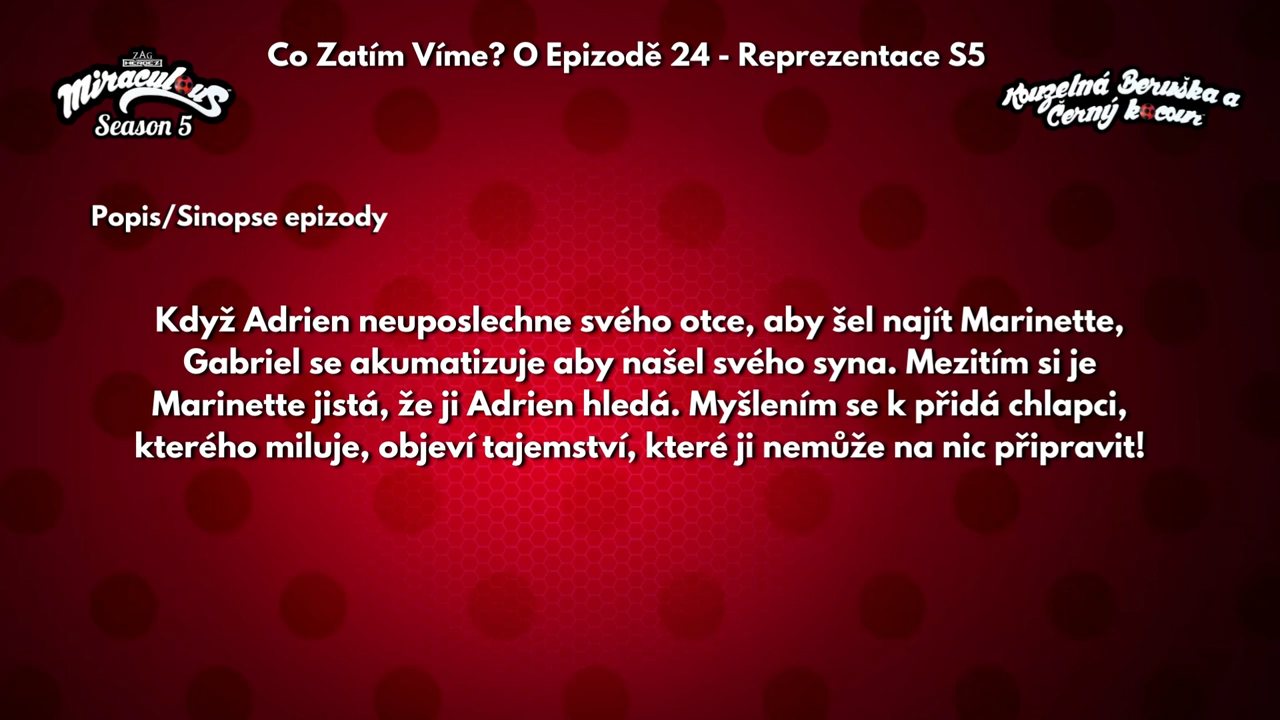 Co Zatím Víme? O Epizodě 24 - Reprezentace S5
ZAG
HEROEZ
Miraculous
Season 5
Kouzelná Beruška a
Černý kocour
Popis/Sinopse epizody
Když Adrien neuposlechne svého otce, aby šel najít Marinette,
Gabriel se akumatizuje aby našel svého syna. Mezitím si je
Marinette jistá, že ji Adrien hledá. Myšlením se k přidá chlapci,
kterého miluje, objeví tajemství, které ji nemůže na nic připravit!